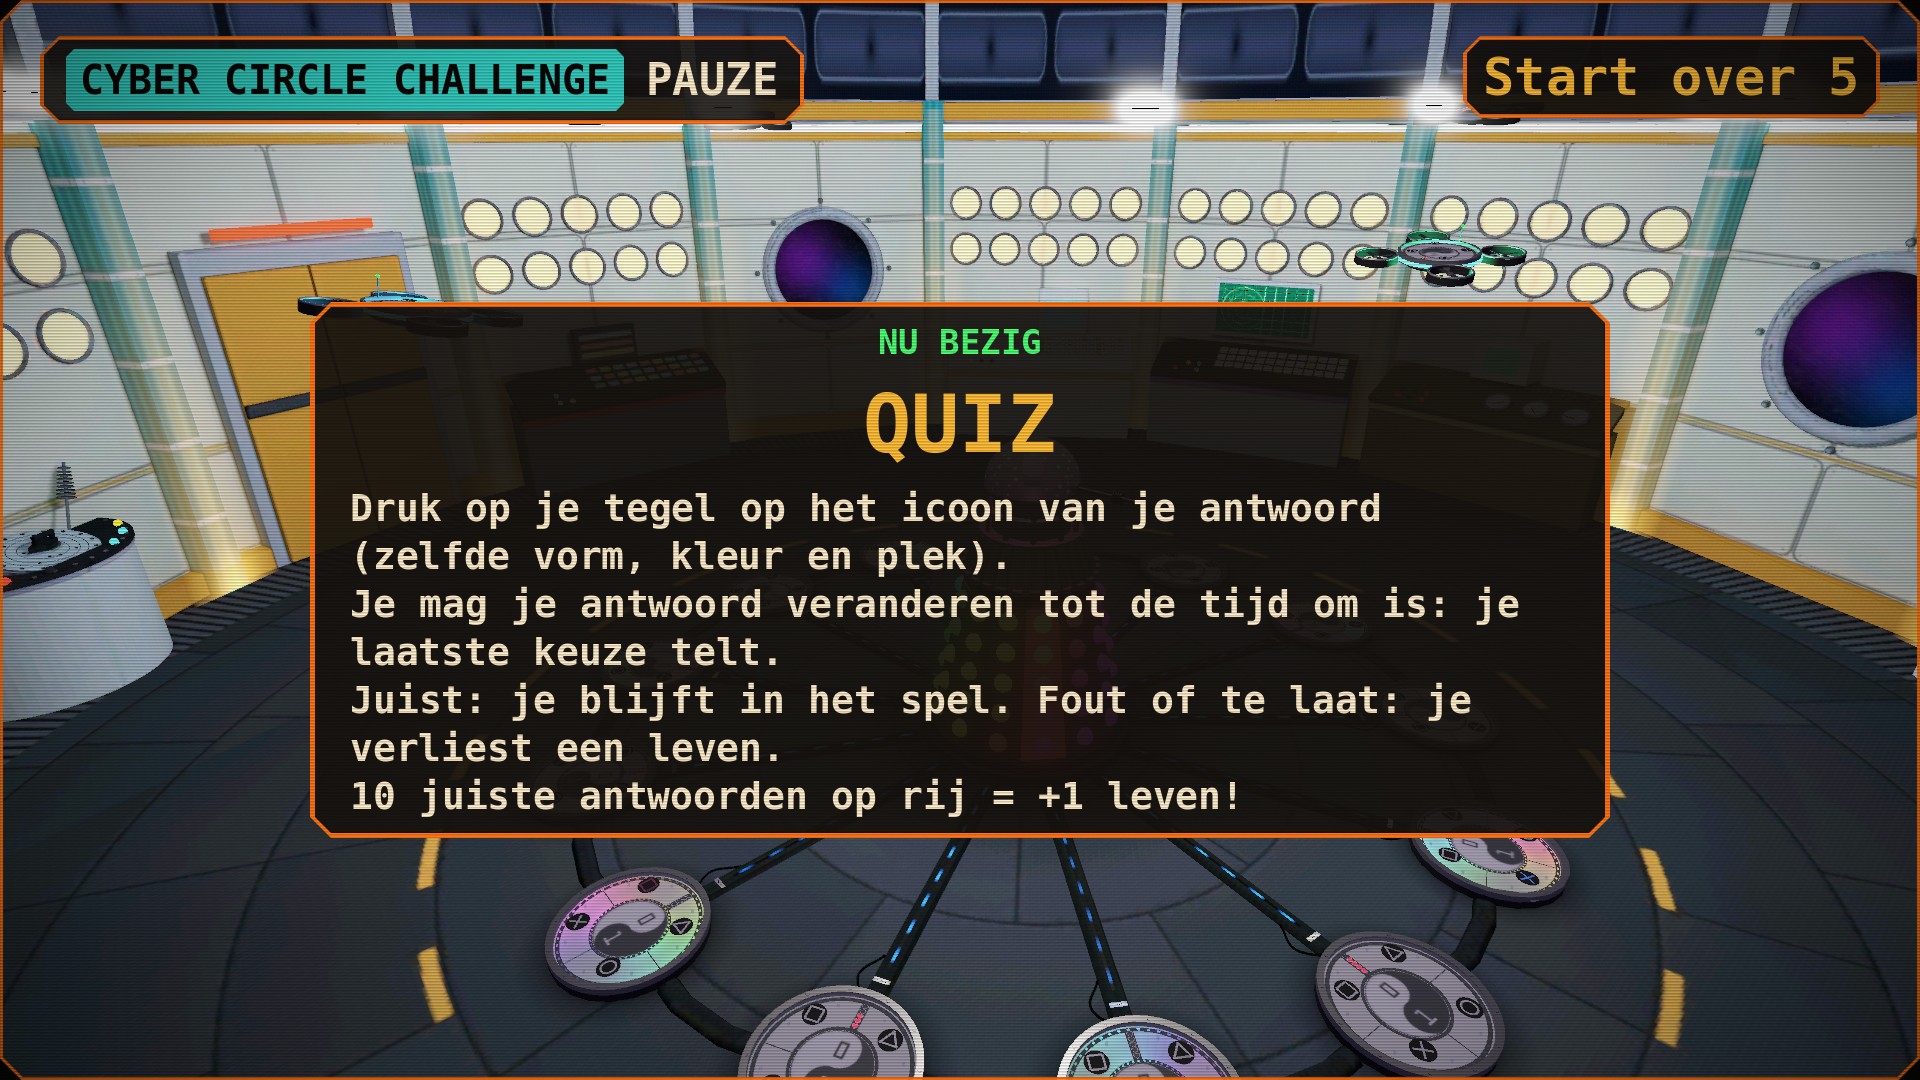 CYBER CIRCLE CHALLENGE PAUZE
Start over 5
NU BEZIG
QUIZ
Druk op je tegel op het icoon van je antwoord
(zelfde vorm, kleur en plek).
Je mag je antwoord veranderen tot de tijd om is: je
laatste keuze telt.
Juist: je blijft in het spel. Fout of te laat: je
verliest een leven.
10 juiste antwoorden op rij = +1 leven!